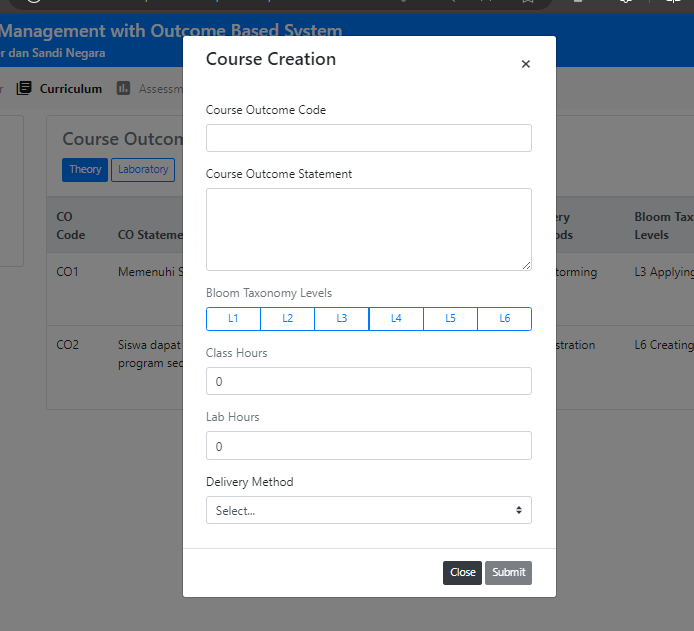 Management with Outcome Based System
r dan Sandi Negara
Curriculum
Assessm
Course Outcom
Theory
Laboratory
CO Code
CO Stateme
ery
ods
Bloom Tax
Levels
CO1
Memenuhi S
torming
L3 Applying
CO2
Siswa dapat
program sec
stration
L6 Creating
Course Creation
×
Course Outcome Code
Course Outcome Statement
Bloom Taxonomy Levels
L1 L2 L3 L4 L5 L6
Class Hours
0
Lab Hours
0
Delivery Method
Select...
Close Submit